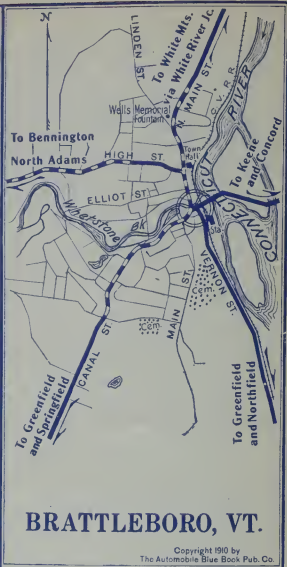 N
LINDEN ST.
To White Mts.
via White River Jc.
N. MAIN ST.
C.V.R.R.
RIVER
Wells Memorial
Fountain
To Bennington
North Adams
HIGH ST.
Town
Hall
To Keene
and Concord
ELLIOT ST.
Whetstone Bk
CONNECTICUT
Sta.
Cem.
VERNON ST.
MAIN ST.
Cem.
CANAL ST
To Greenfield
and Springfield
To Greenfield
and Northfield
BRATTLEBORO, VT.
Copyright 1910 by
The Automobile Blue Book Pub. Co.